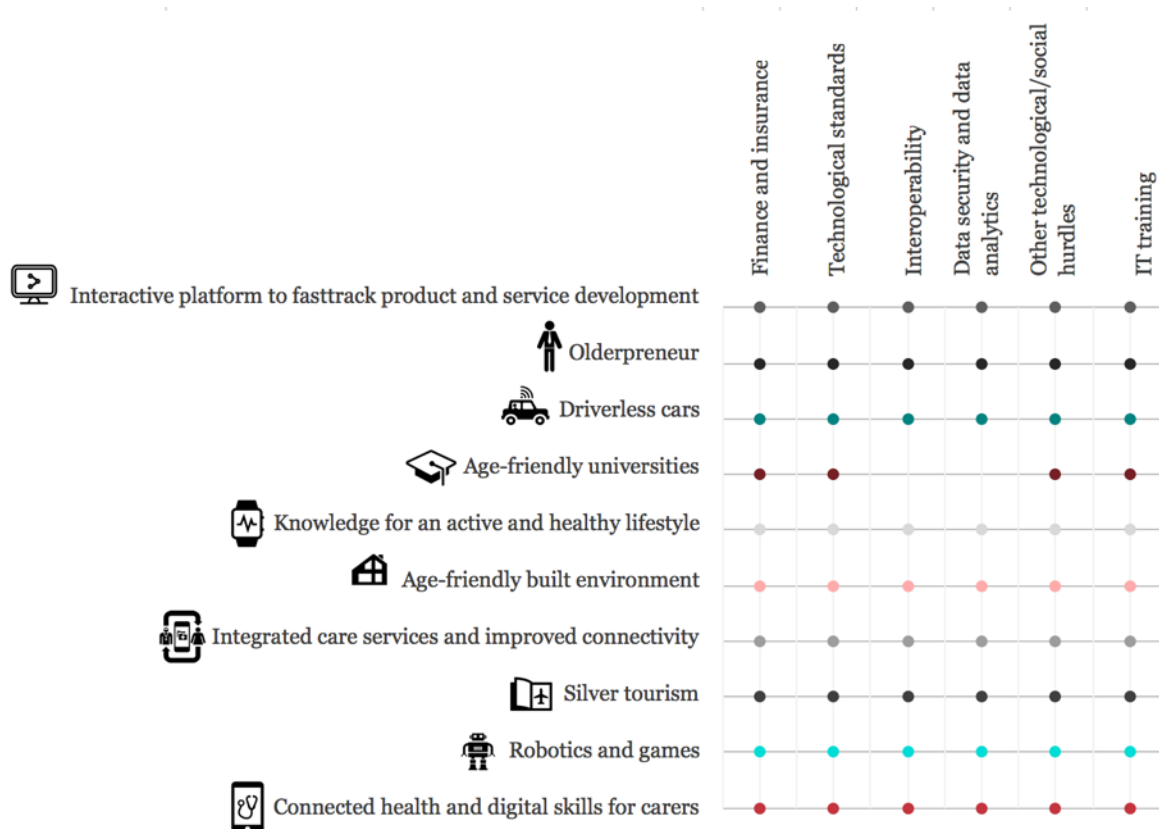 Finance and insurance
Technological standards
Interoperability
Data security and data
analytics
Other technological/social
hurdles
IT training
Interactive platform to fasttrack product and service development
Olderpreneur
Driverless cars
Age-friendly universities
Knowledge for an active and healthy lifestyle
Age-friendly built environment
Integrated care services and improved connectivity
Silver tourism
Robotics and games
Connected health and digital skills for carers